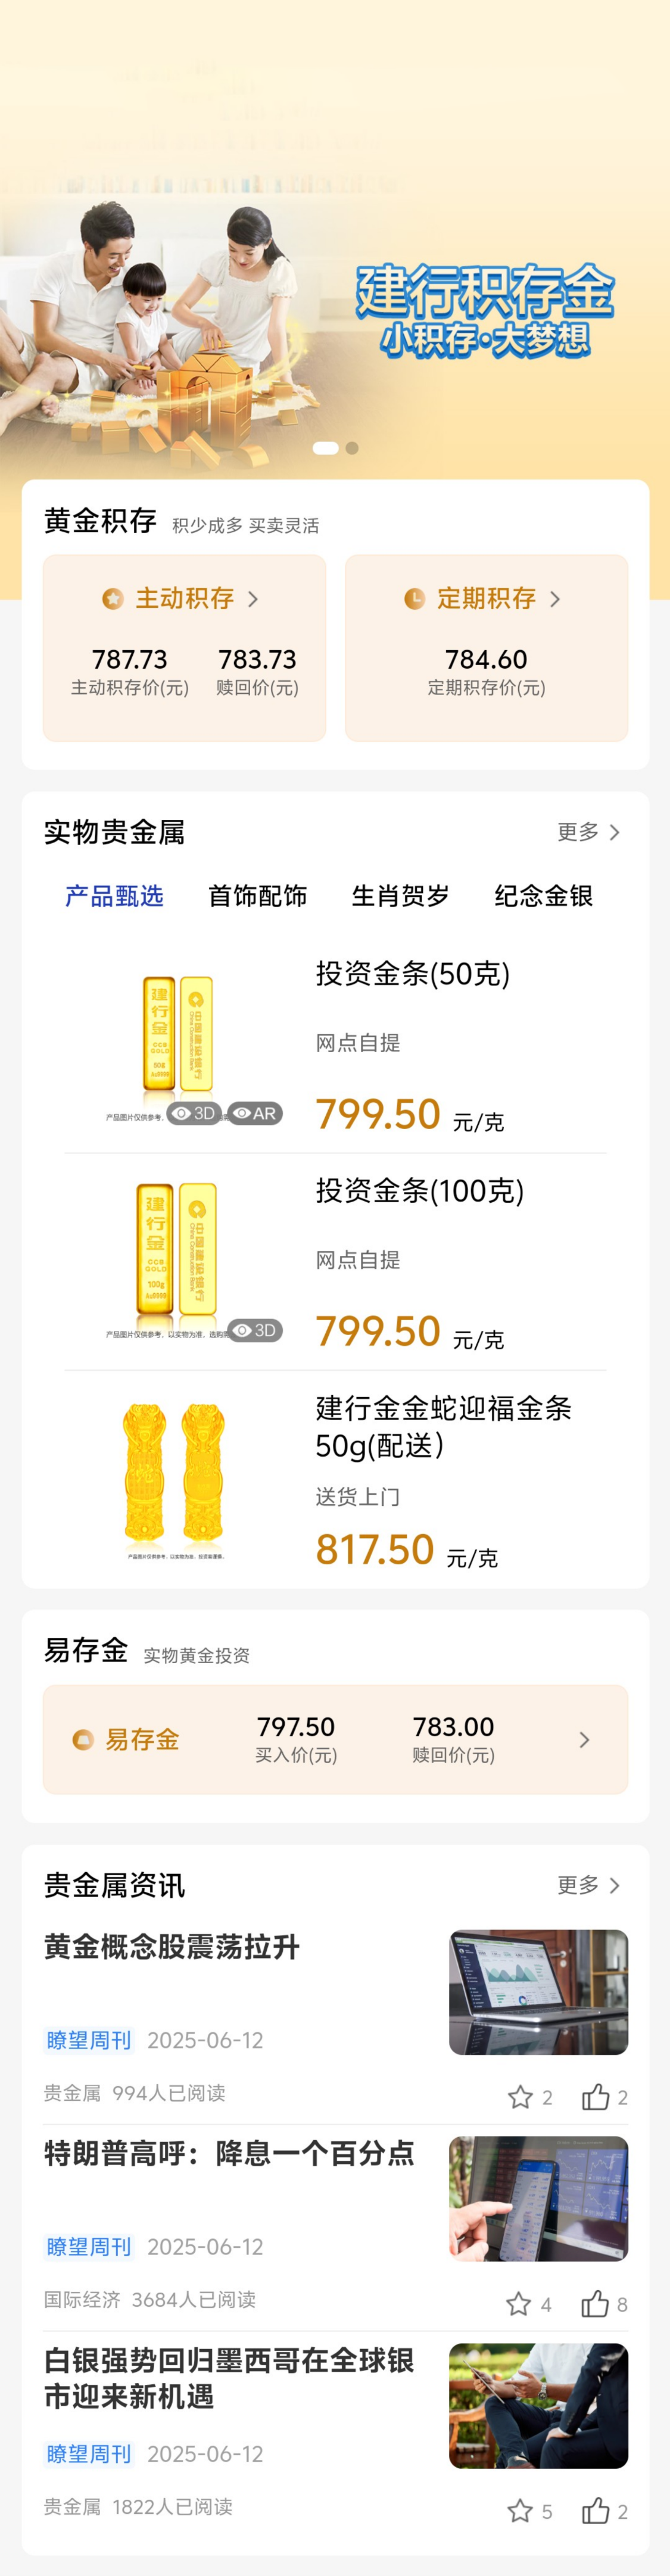 建行积存金
小积存·大梦想
黄金积存 积少成多 买卖灵活
主动积存 定期积存
787.73 783.73 784.60
主动积存价(元) 赎回价(元) 定期积存价(元)
实物贵金属 更多
产品甄选 首饰配饰 生肖贺岁 纪念金银
投资金条(50克)
建行金
CCB
GOLD
50g
Au9999
中国建设银行
China Construction Bank
网点自提
产品图片仅供参考，
3D AR
799.50 元/克
投资金条(100克)
建行金
CCB
GOLD
100g
Au9999
中国建设银行
China Construction Bank
网点自提
产品图片仅供参考，以实物为准，选购
3D
799.50 元/克
建行金金蛇迎福金条
50g(配送）
送货上门
产品图片仅供参考，以实物为准，
817.50 元/克
易存金 实物黄金投资
易存金
797.50 783.00
买入价(元) 赎回价(元)
贵金属资讯 更多
黄金概念股震荡拉升
瞭望周刊 2025-06-12
贵金属 994人已阅读 2 2
特朗普高呼：降息一个百分点
瞭望周刊 2025-06-12
国际经济 3684人已阅读 4 8
白银强势回归墨西哥在全球银
市迎来新机遇
瞭望周刊 2025-06-12
贵金属 1822人已阅读 5 2